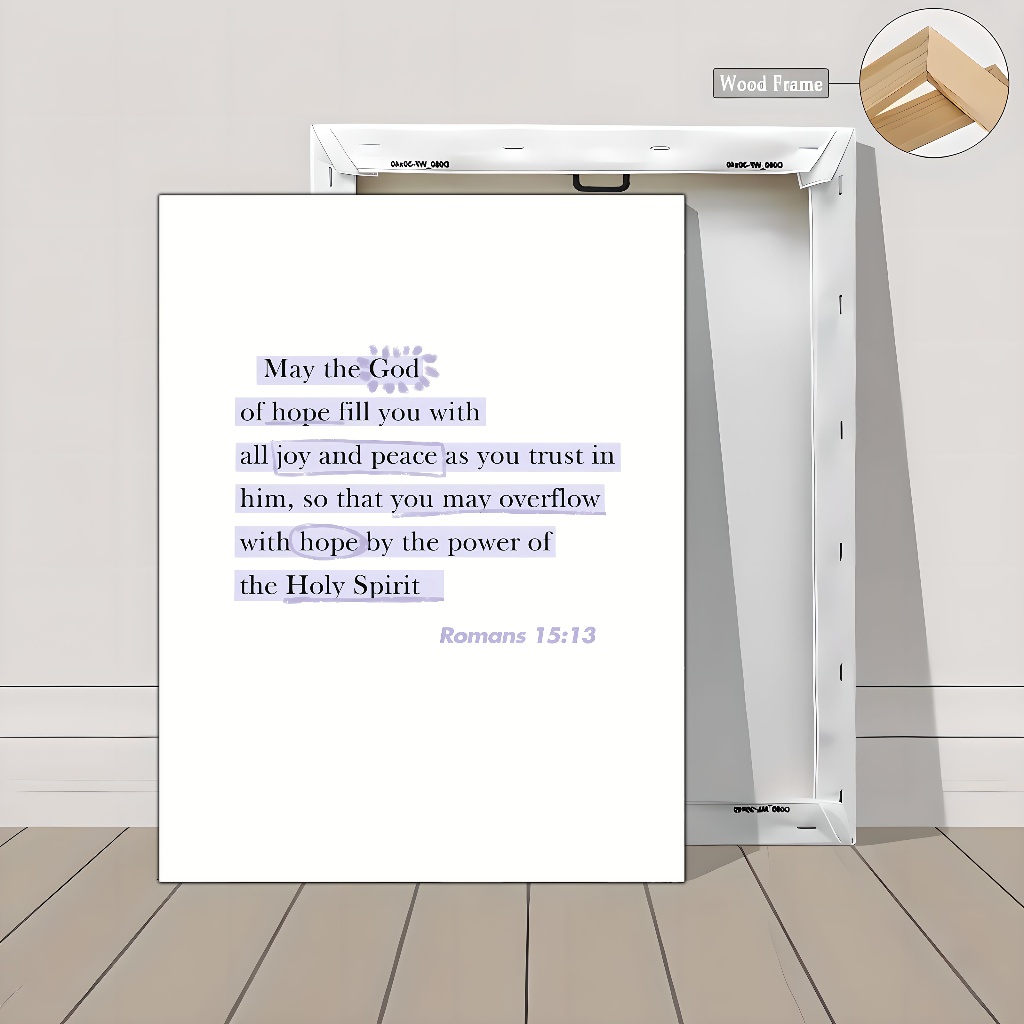 Wood Frame
May the God
of hope fill you with
all joy and peace as you trust in
him, so that you may overflow
with hope by the power of
the Holy Spirit
Romans 15:13